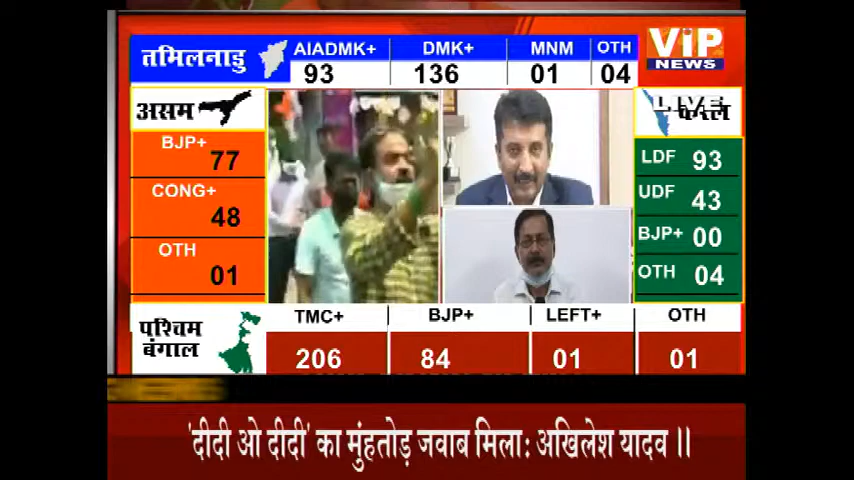 तमिलनाडु
AIADMK+ DMK+ MNM OTH
93 136 01 04
ViP
NEWS
असम
BJP+
77
CONG+
48
OTH
01
LIVE
LDF 93
UDF 43
BJP+ 00
OTH 04
पश्चिम
बंगाल
TMC+ BJP+ LEFT+ OTH
206 84 01 01
'दीदी ओ दीदी' का मुंहतोड़ जवाब मिला: अखिलेश यादव ||